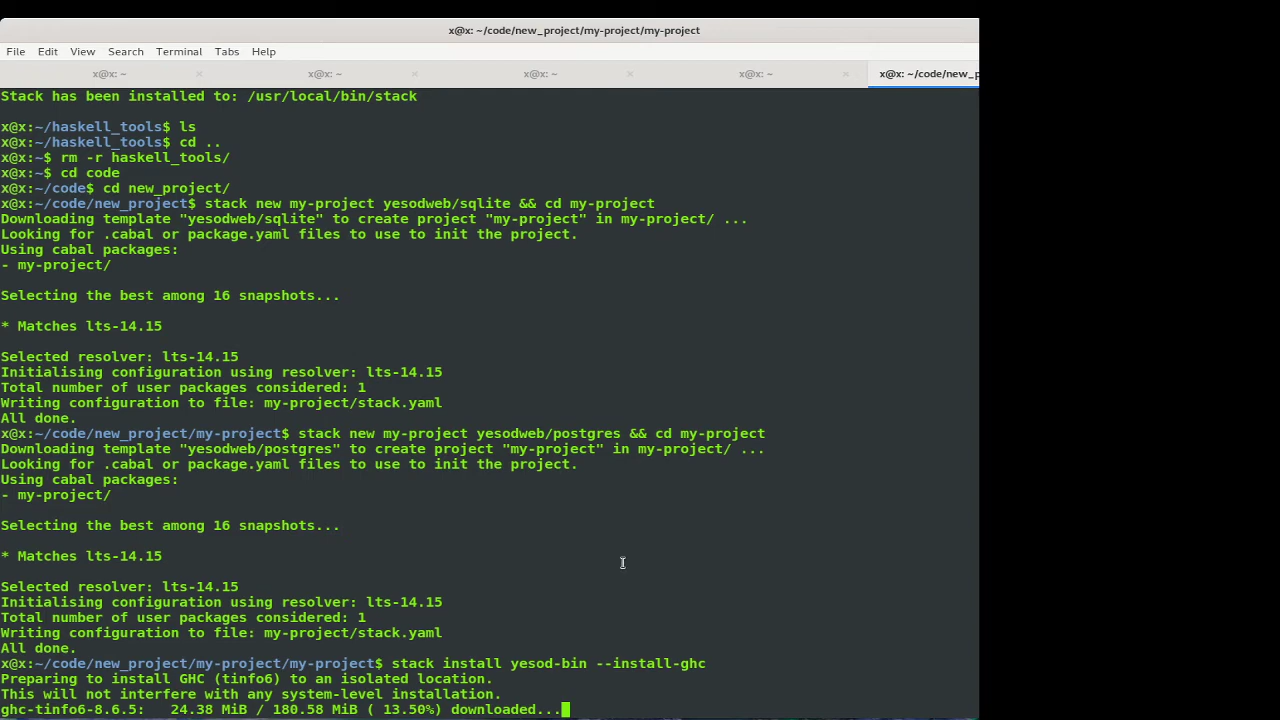 x@x: ~/code/new_project/my-project/my-project
File Edit View Search Terminal Tabs Help
x@x: ~ × x@x: ~ × x@x: ~ × x@x: ~ × x@x: ~/code/new_p
Stack has been installed to: /usr/local/bin/stack
x@x:~/haskell_tools$ ls
x@x:~/haskell_tools$ cd ..
x@x:~$ rm -r haskell_tools/
x@x:~$ cd code
x@x:~/code$ cd new_project/
x@x:~/code/new_project$ stack new my-project yesodweb/sqlite && cd my-project
Downloading template "yesodweb/sqlite" to create project "my-project" in my-project/ ...
Looking for .cabal or package.yaml files to use to init the project.
Using cabal packages:
- my-project/
Selecting the best among 16 snapshots...
* Matches lts-14.15
Selected resolver: lts-14.15
Initialising configuration using resolver: lts-14.15
Total number of user packages considered: 1
Writing configuration to file: my-project/stack.yaml
All done.
x@x:~/code/new_project/my-project$ stack new my-project yesodweb/postgres && cd my-project
Downloading template "yesodweb/postgres" to create project "my-project" in my-project/ ...
Looking for .cabal or package.yaml files to use to init the project.
Using cabal packages:
- my-project/
Selecting the best among 16 snapshots...
* Matches lts-14.15
Selected resolver: lts-14.15
Initialising configuration using resolver: lts-14.15
Total number of user packages considered: 1
Writing configuration to file: my-project/stack.yaml
All done.
x@x:~/code/new_project/my-project/my-project$ stack install yesod-bin --install-ghc
Preparing to install GHC (tinfo6) to an isolated location.
This will not interfere with any system-level installation.
ghc-tinfo6-8.6.5:   24.38 MiB / 180.58 MiB ( 13.50%) downloaded...